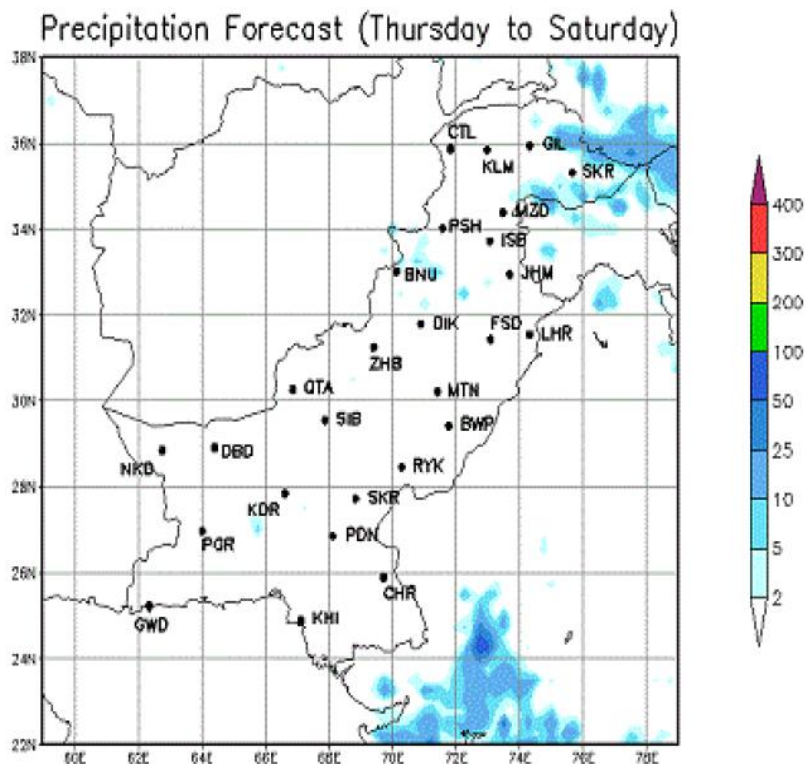 Precipitation Forecast (Thursday to Saturday)
38N
36N
34N
32N
30N
28N
26N
24N
22N
60E
62E
64E
66E
68E
70E
72E
74E
76E
78E
CTL
KLM
GIL
SKR
MZD
PSH
ISB
BNU
JHM
DIK
FSD
LHR
ZHB
QTA
MTN
SIB
BWP
NKD
DBD
RYK
KDR
SKR
PGR
PDN
CHR
GWD
KHI
400
300
200
100
50
25
10
5
2